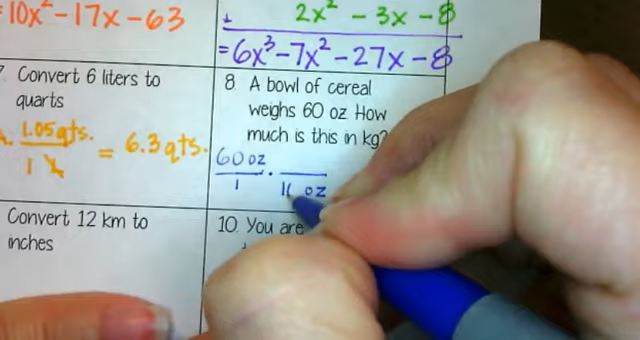 =10x² -17x -63
+ 2x² - 3x - 8
=6x³-7x²-27x-8
7. Convert 6 liters to
quarts
1.05 qts.
1 L
= 6.3 qts.
8. A bowl of cereal
weighs 60 oz How
much is this in kg?
60 oz
1
·
16 oz
Convert 12 km to
inches
10. You are